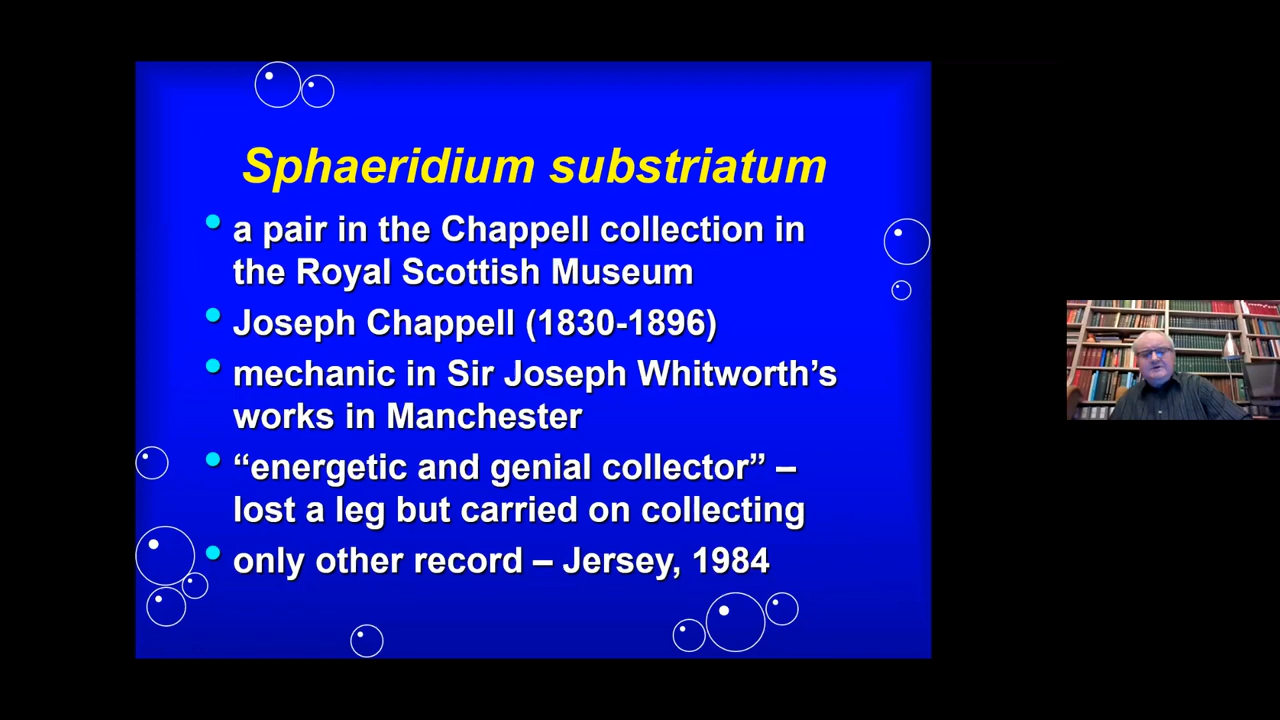 Sphaeridium substriatum
• a pair in the Chappell collection in
the Royal Scottish Museum
• Joseph Chappell (1830-1896)
• mechanic in Sir Joseph Whitworth’s
works in Manchester
• “energetic and genial collector” –
lost a leg but carried on collecting
• only other record – Jersey, 1984